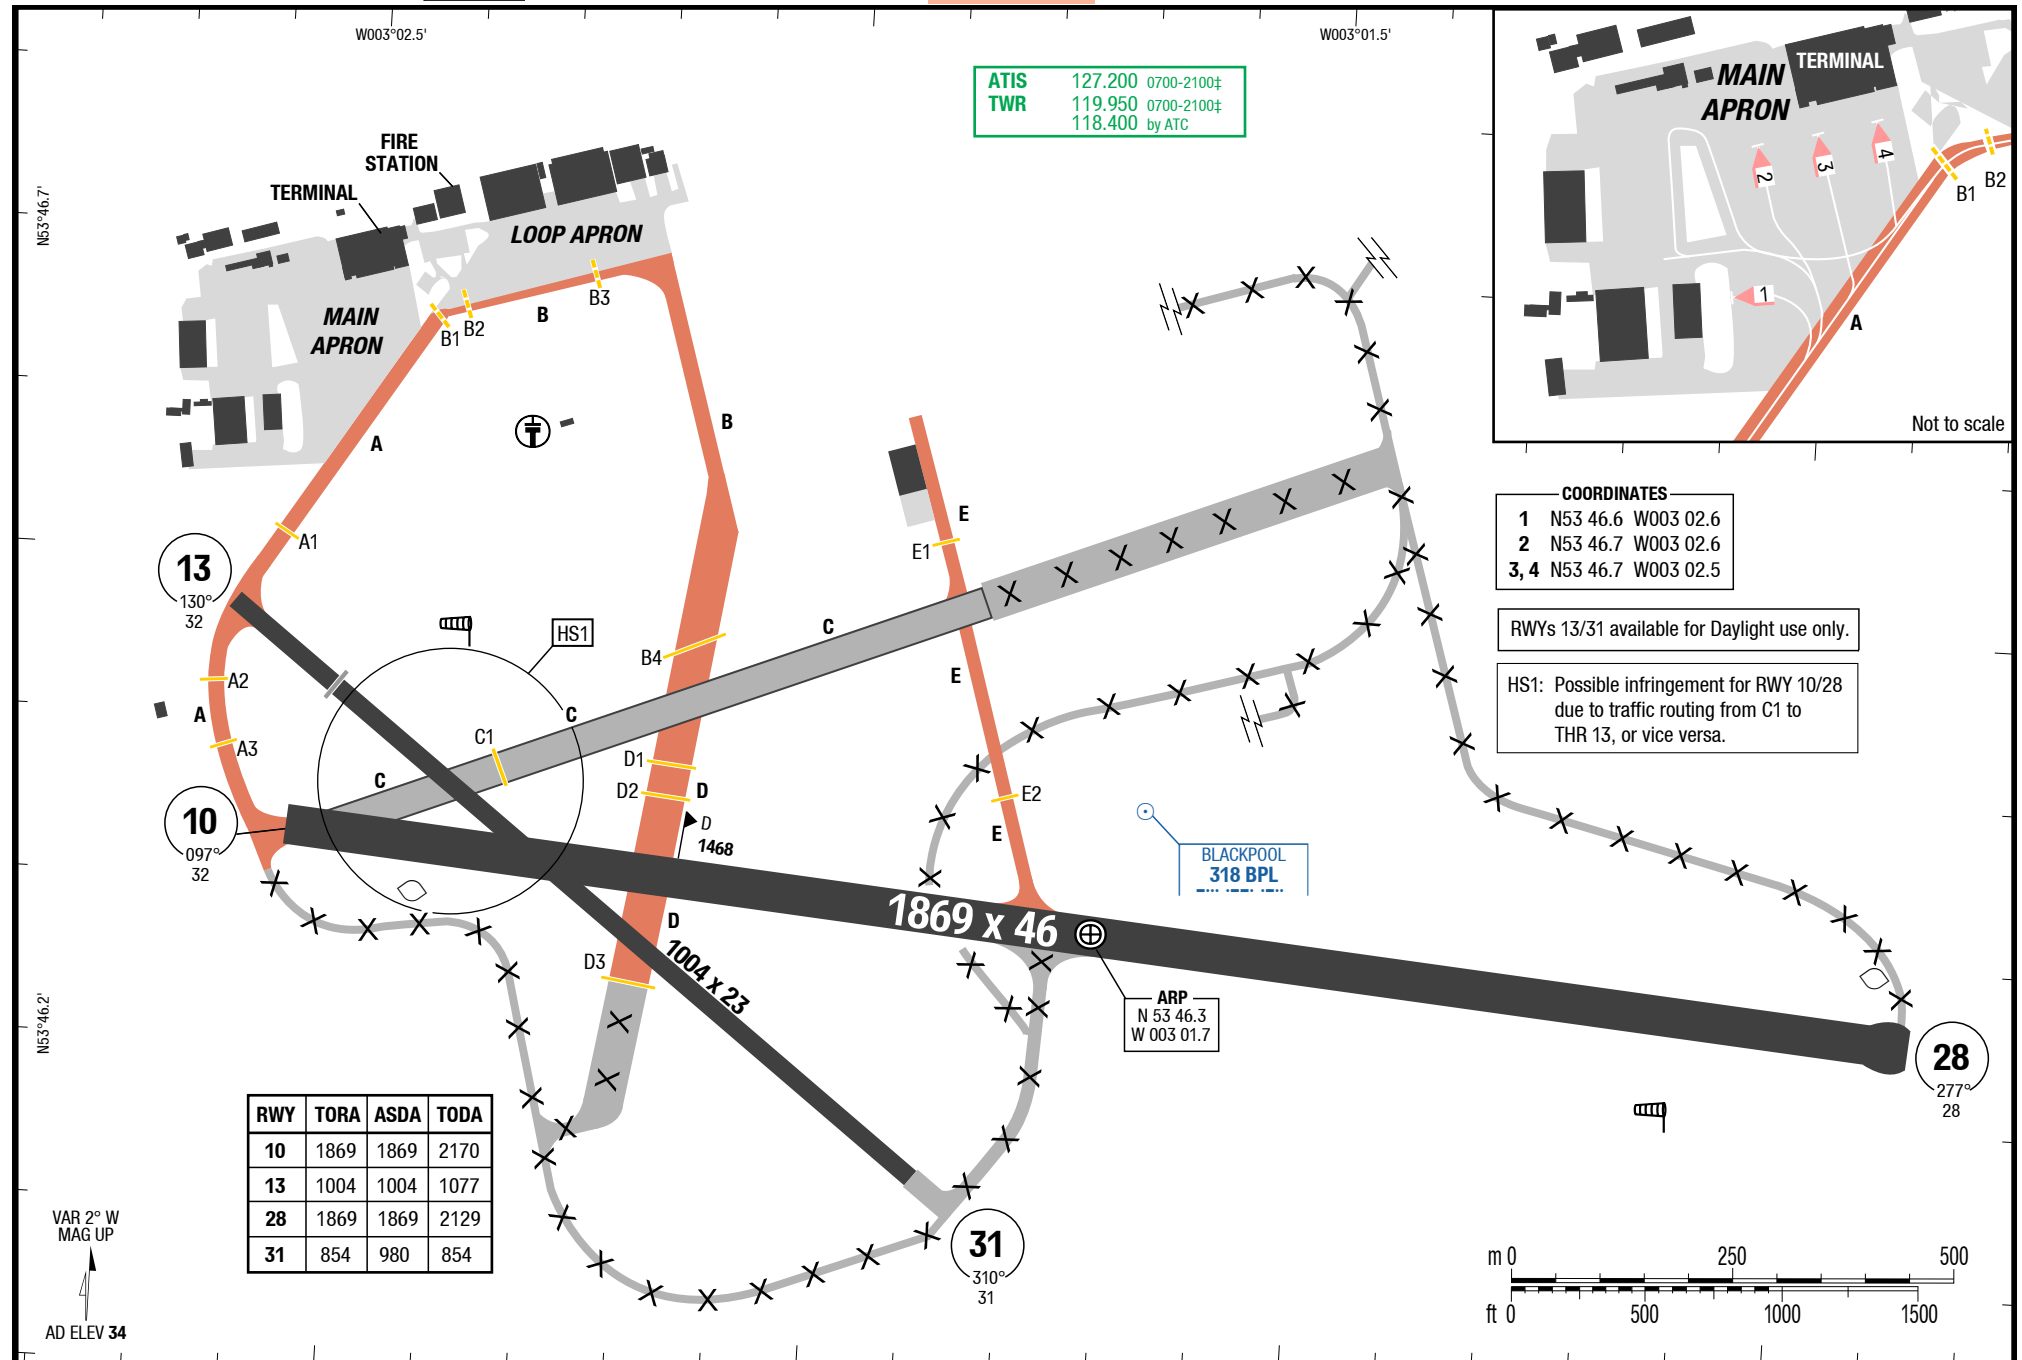 W003°02.5'
W003°01.5'
N53°46.7'
N53°46.2'
ATIS 127.200 0700-2100‡
TWR 119.950 0700-2100‡
118.400 by ATC
FIRE
STATION
TERMINAL
LOOP APRON
MAIN
APRON
B1
B2
B
B3
B
A
A1
13
130°
32
A2
A
A3
10
097°
32
HS1
B4
C
C
C1
C
D1
D2
D
D
1468
D
D3
E
E1
E
E2
E
1869 x 46
1004 x 23
BLACKPOOL
318 BPL
ARP
N 53 46.3
W 003 01.7
28
277°
28
31
310°
31
TERMINAL
MAIN
APRON
1
2
3
4
A
B1
B2
Not to scale
COORDINATES
1 N53 46.6 W003 02.6
2 N53 46.7 W003 02.6
3, 4 N53 46.7 W003 02.5
RWYs 13/31 available for Daylight use only.
HS1: Possible infringement for RWY 10/28
due to traffic routing from C1 to
THR 13, or vice versa.
RWY TORA ASDA TODA
10 1869 1869 2170
13 1004 1004 1077
28 1869 1869 2129
31 854 980 854
VAR 2° W
MAG UP
AD ELEV 34
m 0 250 500
ft 0 500 1000 1500